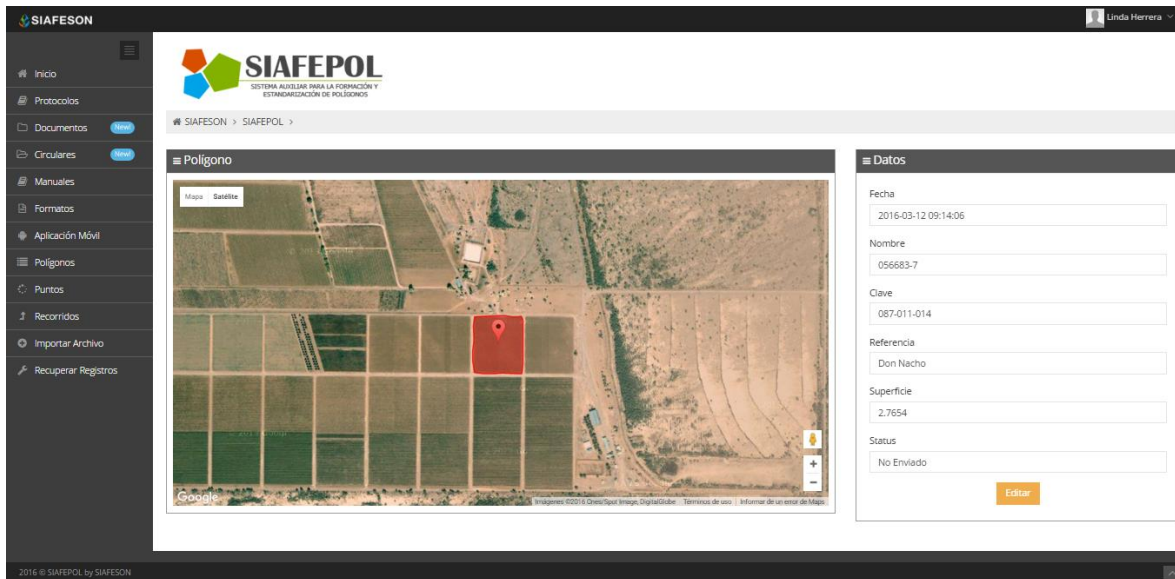 SIAFESON
Linda Herrera
Inicio
Protocolos
Documentos New!
Circulares New!
Manuales
Formatos
Aplicación Móvil
Polígonos
Puntos
Recorridos
Importar Archivo
Recuperar Registros
SIAFEPOL
SISTEMA AUXILIAR PARA LA FORMACIÓN Y
ESTANDARIZACIÓN DE POLÍGONOS
SIAFESON > SIAFEPOL >
Polígono
Mapa Satélite
Google
Imágenes ©2016 Cnes/Spot Image, DigitalGlobe Términos de uso Informar de un error de Maps
Datos
Fecha
2016-03-12 09:14:06
Nombre
056683-7
Clave
087-011-014
Referencia
Don Nacho
Superficie
2.7654
Status
No Enviado
Editar
2016 © SIAFEPOL by SIAFESON